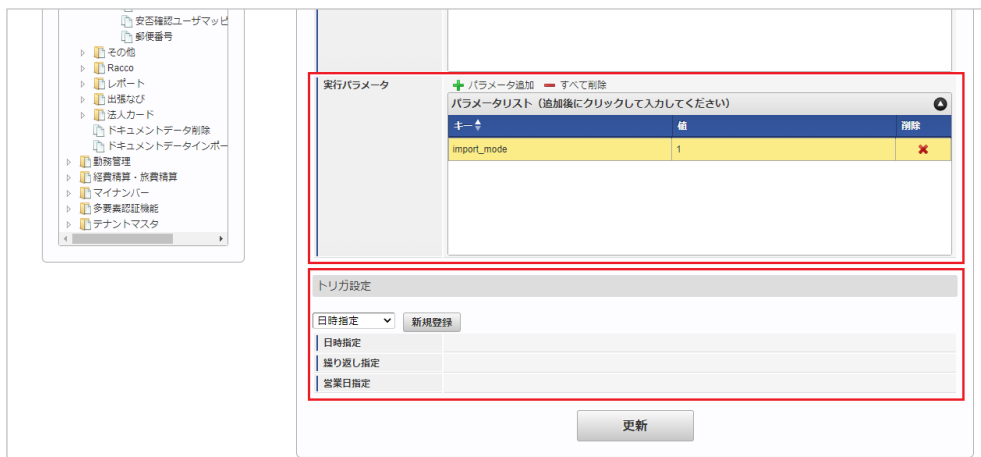 安否確認ユーザマッピ
郵便番号
その他
Racco
レポート
出張なび
法人カード
ドキュメントデータ削除
ドキュメントデータインポー
勤務管理
経費精算・旅費精算
マイナンバー
多要素認証機能
テナントマスタ
実行パラメータ
パラメータ追加 すべて削除
パラメータリスト（追加後にクリックして入力してください）
キー 値 削除
import_mode 1
トリガ設定
日時指定 新規登録
日時指定
繰り返し指定
営業日指定
更新